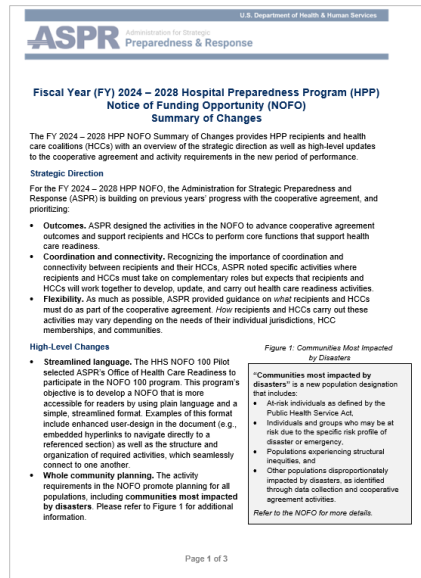 U.S. Department of Health & Human Services
ASPR
Administration for Strategic
Preparedness & Response
Fiscal Year (FY) 2024 – 2028 Hospital Preparedness Program (HPP)
Notice of Funding Opportunity (NOFO)
Summary of Changes
The FY 2024 – 2028 HPP NOFO Summary of Changes provides HPP recipients and health
care coalitions (HCCs) with an overview of the strategic direction as well as high-level updates
to the cooperative agreement and activity requirements in the new period of performance.
Strategic Direction
For the FY 2024 – 2028 HPP NOFO, the Administration for Strategic Preparedness and
Response (ASPR) is building on previous years' progress with the cooperative agreement, and
prioritizing:
• Outcomes. ASPR designed the activities in the NOFO to advance cooperative agreement
outcomes and support recipients and HCCs to perform core functions that support health
care readiness.
• Coordination and connectivity. Recognizing the importance of coordination and
connectivity between recipients and their HCCs, ASPR noted specific activities where
recipients and HCCs must take on complementary roles but expects that recipients and
HCCs will work together to develop, update, and carry out health care readiness activities.
• Flexibility. As much as possible, ASPR provided guidance on what recipients and HCCs
must do as part of the cooperative agreement. How recipients and HCCs carry out these
activities may vary depending on the needs of their individual jurisdictions, HCC
memberships, and communities.
High-Level Changes
• Streamlined language. The HHS NOFO 100 Pilot
selected ASPR's Office of Health Care Readiness to
participate in the NOFO 100 program. This program's
objective is to develop a NOFO that is more
accessible for readers by using plain language and a
simple, streamlined format. Examples of this format
include enhanced user-design in the document (e.g.,
embedded hyperlinks to navigate directly to a
referenced section) as well as the structure and
organization of required activities, which seamlessly
connect to one another.
• Whole community planning. The activity
requirements in the NOFO promote planning for all
populations, including communities most impacted
by disasters. Please refer to Figure 1 for additional
information.
Figure 1: Communities Most Impacted
by Disasters
"Communities most impacted by
disasters" is a new population designation
that includes:
• At-risk individuals as defined by the
Public Health Service Act,
• Individuals and groups who may be at
risk due to the specific risk profile of
disaster or emergency,
• Populations experiencing structural
inequities, and
• Other populations disproportionately
impacted by disasters, as identified
through data collection and cooperative
agreement activities.
Refer to the NOFO for more details.
Page 1 of 3